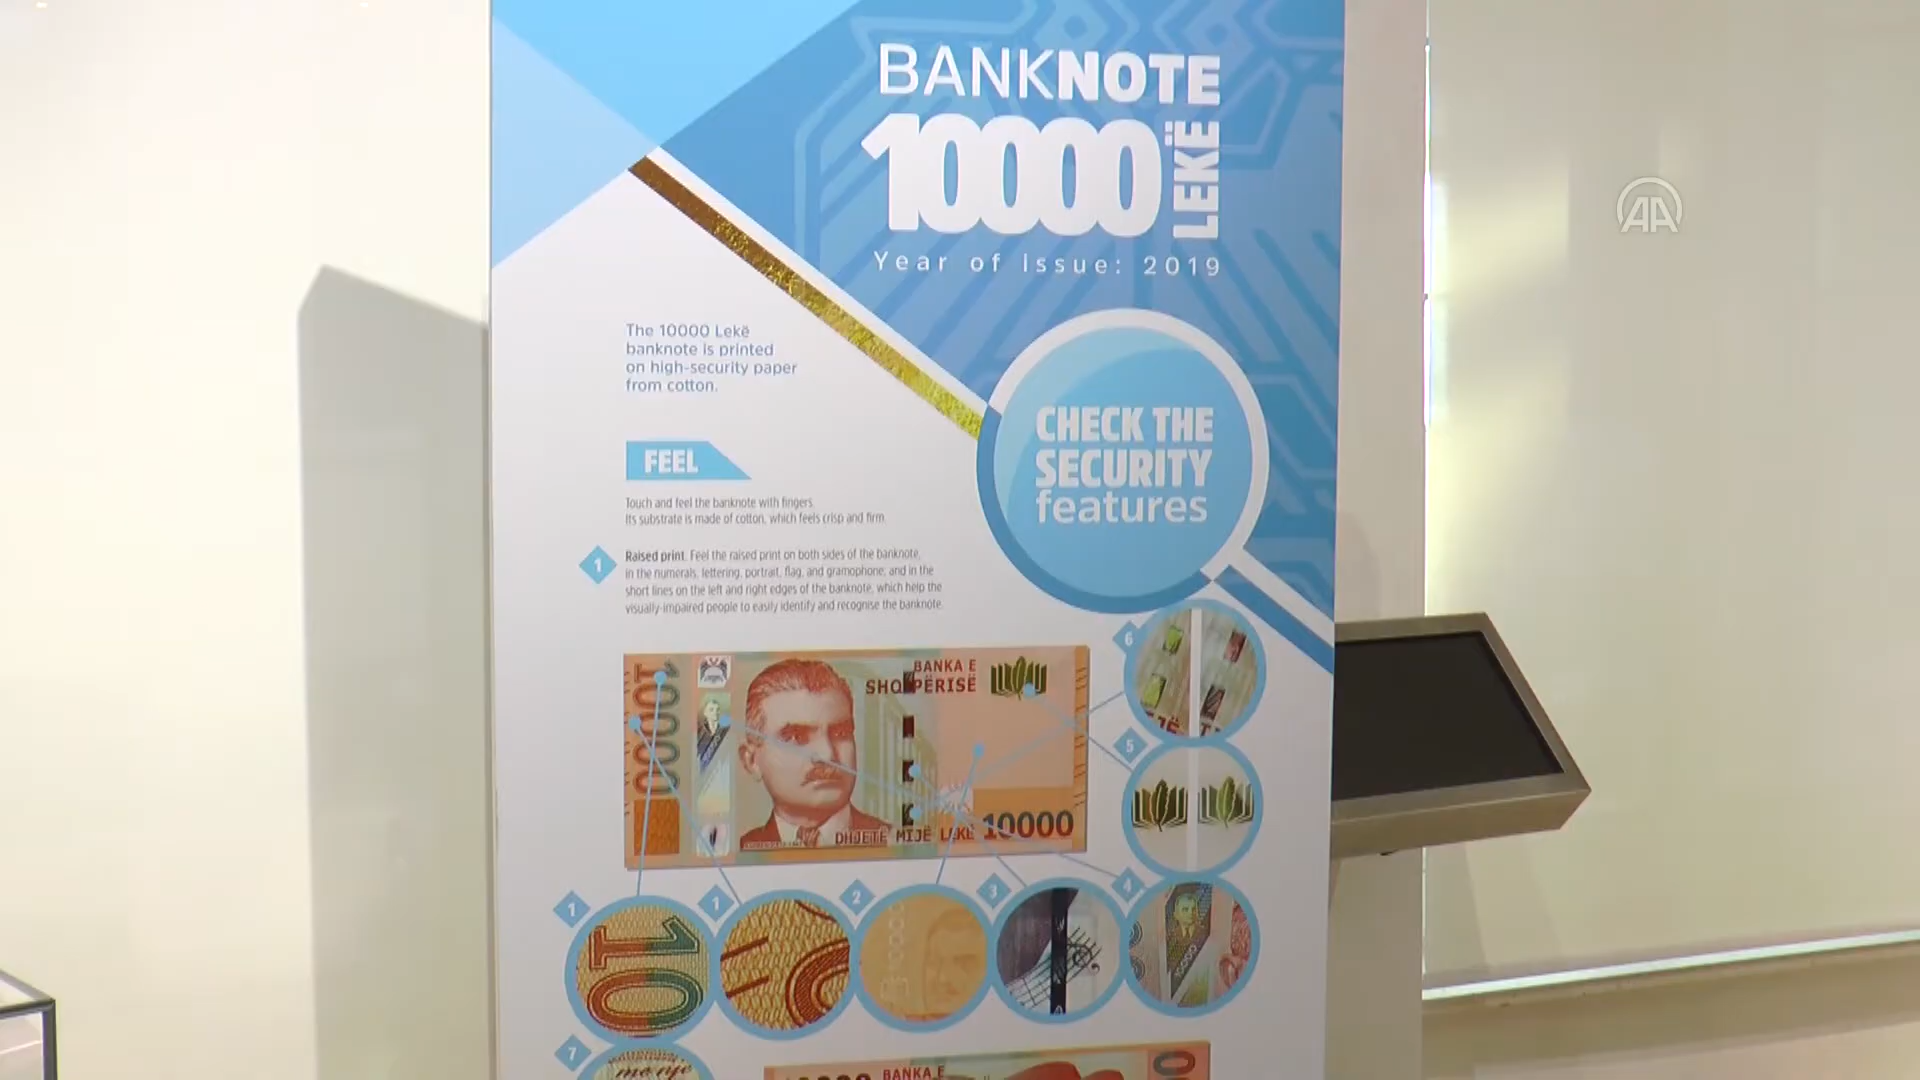 BANKNOTE
10000
LEKË
Year of issue: 2019
AA
The 10000 Lekë
banknote is printed
on high-security paper
from cotton.
CHECK THE
SECURITY
features
FEEL
Touch and feel the banknote with fingers.
Its substrate is made of cotton, which feels crisp and firm.
1
Raised print. Feel the raised print on both sides of the banknote,
in the numerals, lettering, portrait, flag, and gramophone, and in the
short lines on the left and right edges of the banknote, which help the
visually-impaired people to easily identify and recognise the banknote.
6
10000
BANKA E
SHQIPËRISË
5
DHJETË MIJË LEKË 10000
1
1
2
3
4
10
10000
7
BANKA E